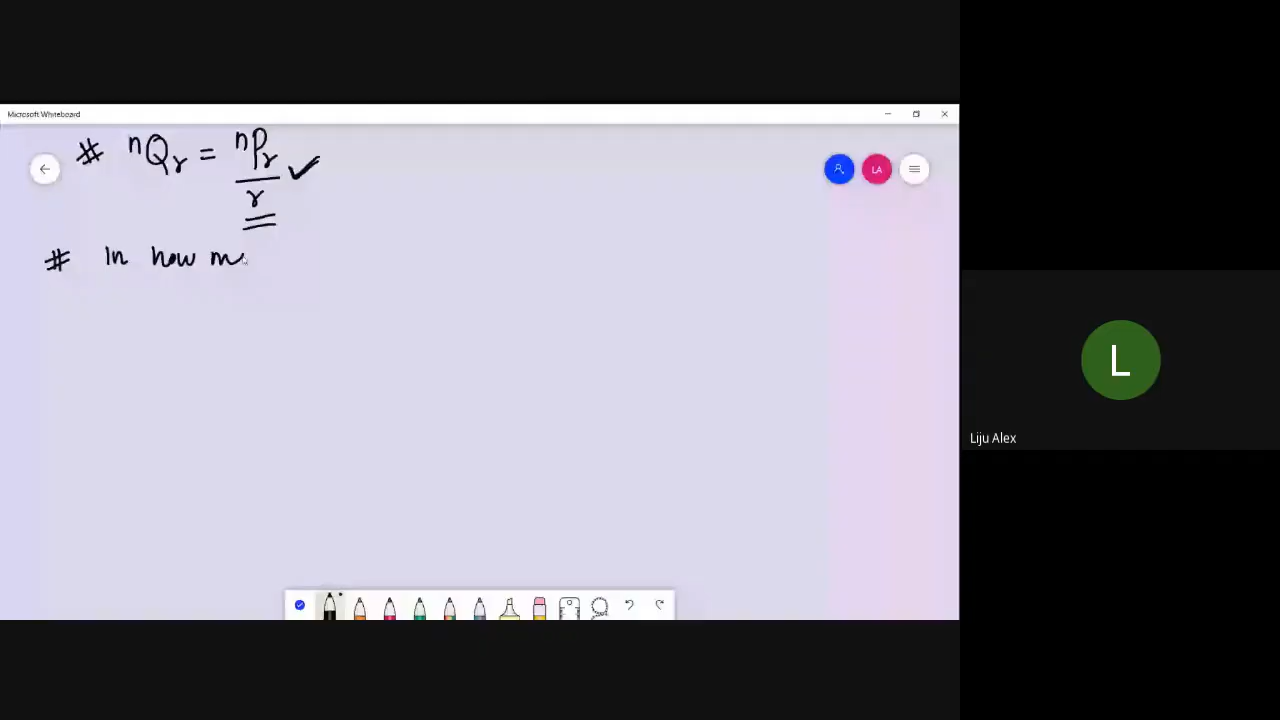 Microsoft Whiteboard
# ⁿQᵣ = ⁿPᵣ / r ✓
LA
# In how m
L
Liju Alex